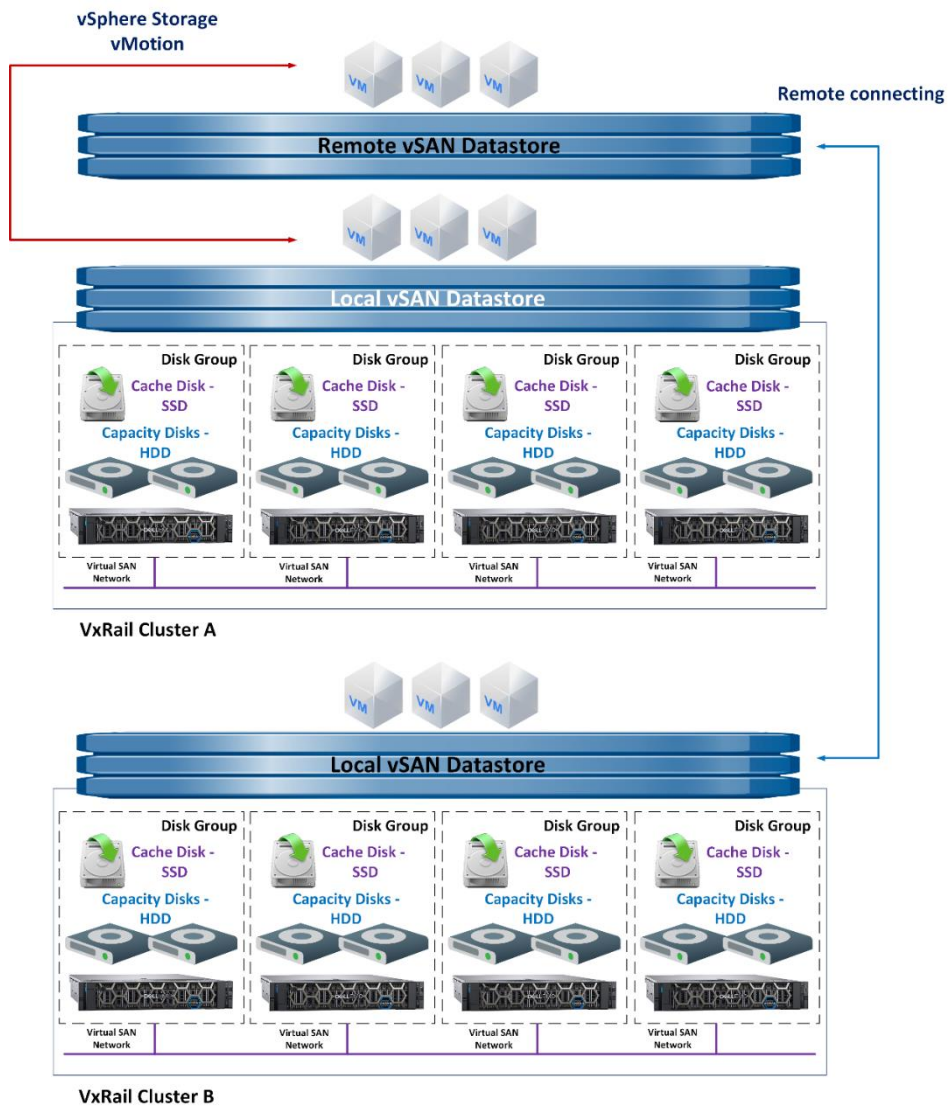 vSphere Storage
vMotion
VM
VM
VM
Remote connecting
Remote vSAN Datastore
VM
VM
VM
Local vSAN Datastore
Disk Group
Disk Group
Disk Group
Disk Group
Cache Disk -
SSD
Cache Disk -
SSD
Cache Disk -
SSD
Cache Disk -
SSD
Capacity Disks -
HDD
Capacity Disks -
HDD
Capacity Disks -
HDD
Capacity Disks -
HDD
Virtual SAN
Network
Virtual SAN
Network
Virtual SAN
Network
Virtual SAN
Network
VxRail Cluster A
VM
VM
VM
Local vSAN Datastore
Disk Group
Disk Group
Disk Group
Disk Group
Cache Disk -
SSD
Cache Disk -
SSD
Cache Disk -
SSD
Cache Disk -
SSD
Capacity Disks -
HDD
Capacity Disks -
HDD
Capacity Disks -
HDD
Capacity Disks -
HDD
Virtual SAN
Network
Virtual SAN
Network
Virtual SAN
Network
Virtual SAN
Network
VxRail Cluster B